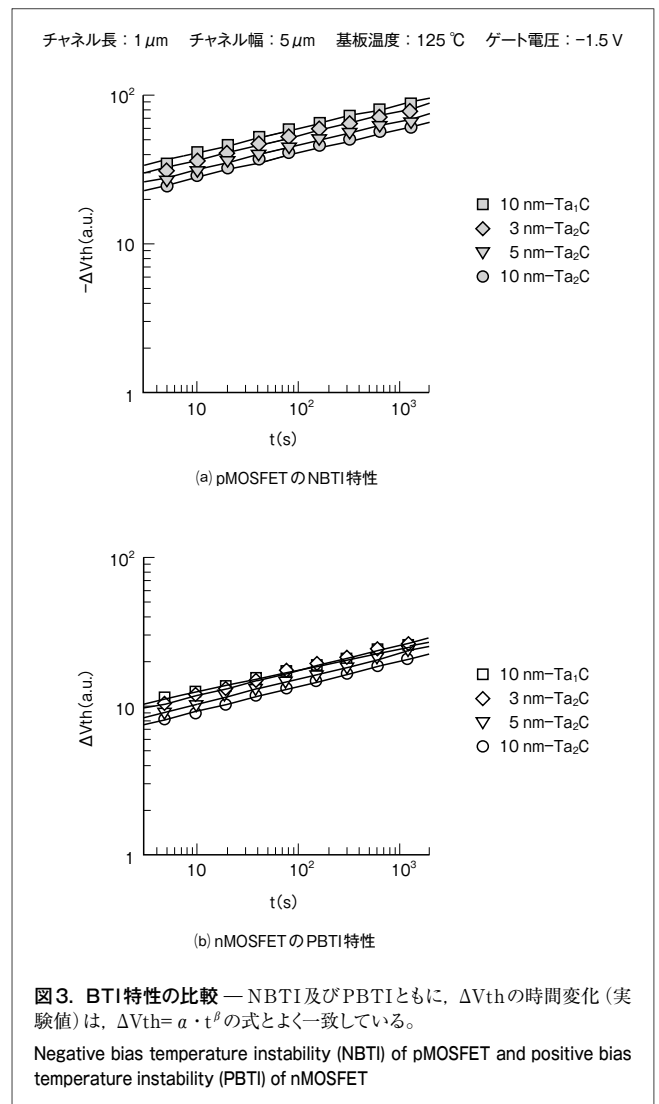 チャネル長：1μm　チャネル幅：5μm　基板温度：125 ℃　ゲート電圧：−1.5 V
10²
10
1
−ΔVth(a.u.)
10 10² 10³
t(s)
10 nm−Ta₁C
3 nm−Ta₂C
5 nm−Ta₂C
10 nm−Ta₂C
(a) pMOSFETのNBTI特性
10²
10
1
ΔVth(a.u.)
10 10² 10³
t(s)
10 nm−Ta₁C
3 nm−Ta₂C
5 nm−Ta₂C
10 nm−Ta₂C
(b) nMOSFETのPBTI特性
図3. BTI特性の比較 ― NBTI及びPBTIともに，ΔVthの時間変化（実
験値）は，ΔVth= α・t^β の式とよく一致している。
Negative bias temperature instability (NBTI) of pMOSFET and positive bias
temperature instability (PBTI) of nMOSFET